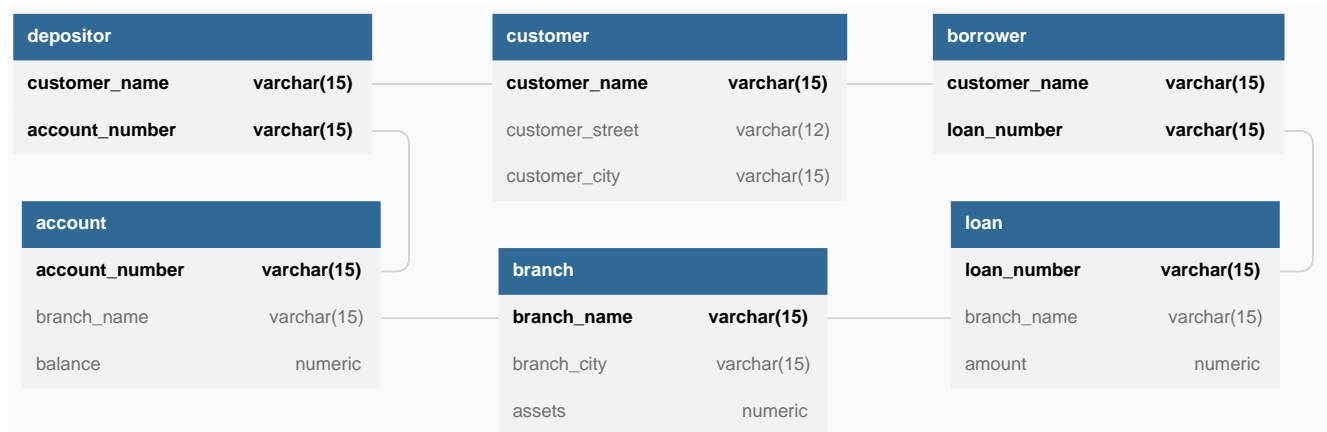 depositor
customer_name varchar(15)
account_number varchar(15)
customer
customer_name varchar(15)
customer_street varchar(12)
customer_city varchar(15)
borrower
customer_name varchar(15)
loan_number varchar(15)
account
account_number varchar(15)
branch_name varchar(15)
balance numeric
branch
branch_name varchar(15)
branch_city varchar(15)
assets numeric
loan
loan_number varchar(15)
branch_name varchar(15)
amount numeric